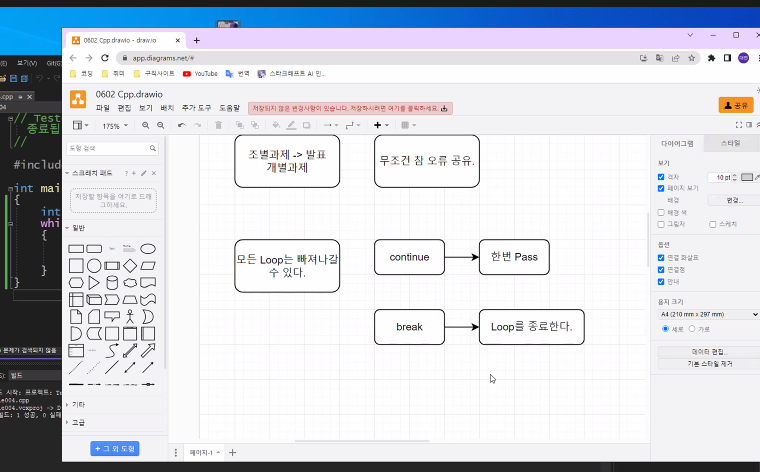 0602 Cpp.drawio - draw.io
app.diagrams.net/#
코딩
취미
구직사이트
YouTube
번역
스타크래프트 AI 인...
0602 Cpp.drawio
파일 편집 보기 배치 추가 도구 도움말
저장되지 않은 변경사항이 있습니다. 저장하시려면 여기를 클릭하세요.
공유
175%
도형 검색
스크래치 패드
저장할 항목을 여기로 드래
그하세요.
일반
기타
고급
+ 그 외 도형
조별과제 -> 발표
개별과제
무조건 참 오류 공유.
모든 Loop는 빠져나갈
수 있다.
continue
한번 Pass
break
Loop를 종료한다.
페이지-1
다이어그램
스타일
보기
격자
10 pt
페이지 보기
배경
변경...
배경 색
그림자
스케치
옵션
연결 화살표
연결점
안내
용지 크기
A4 (210 mm x 297 mm)
세로
가로
데이터 편집...
기본 스타일 제거
보기(V)
Git(G)
.cpp
// Test
종료됩
//
#include
int mai
{
int
whi
{
}
}
문제가 검색되지 않음
빌드
시작: 프로젝트: Te
le004.cpp
le004.vcxproj -> D
빌드: 1 성공, 0 실패